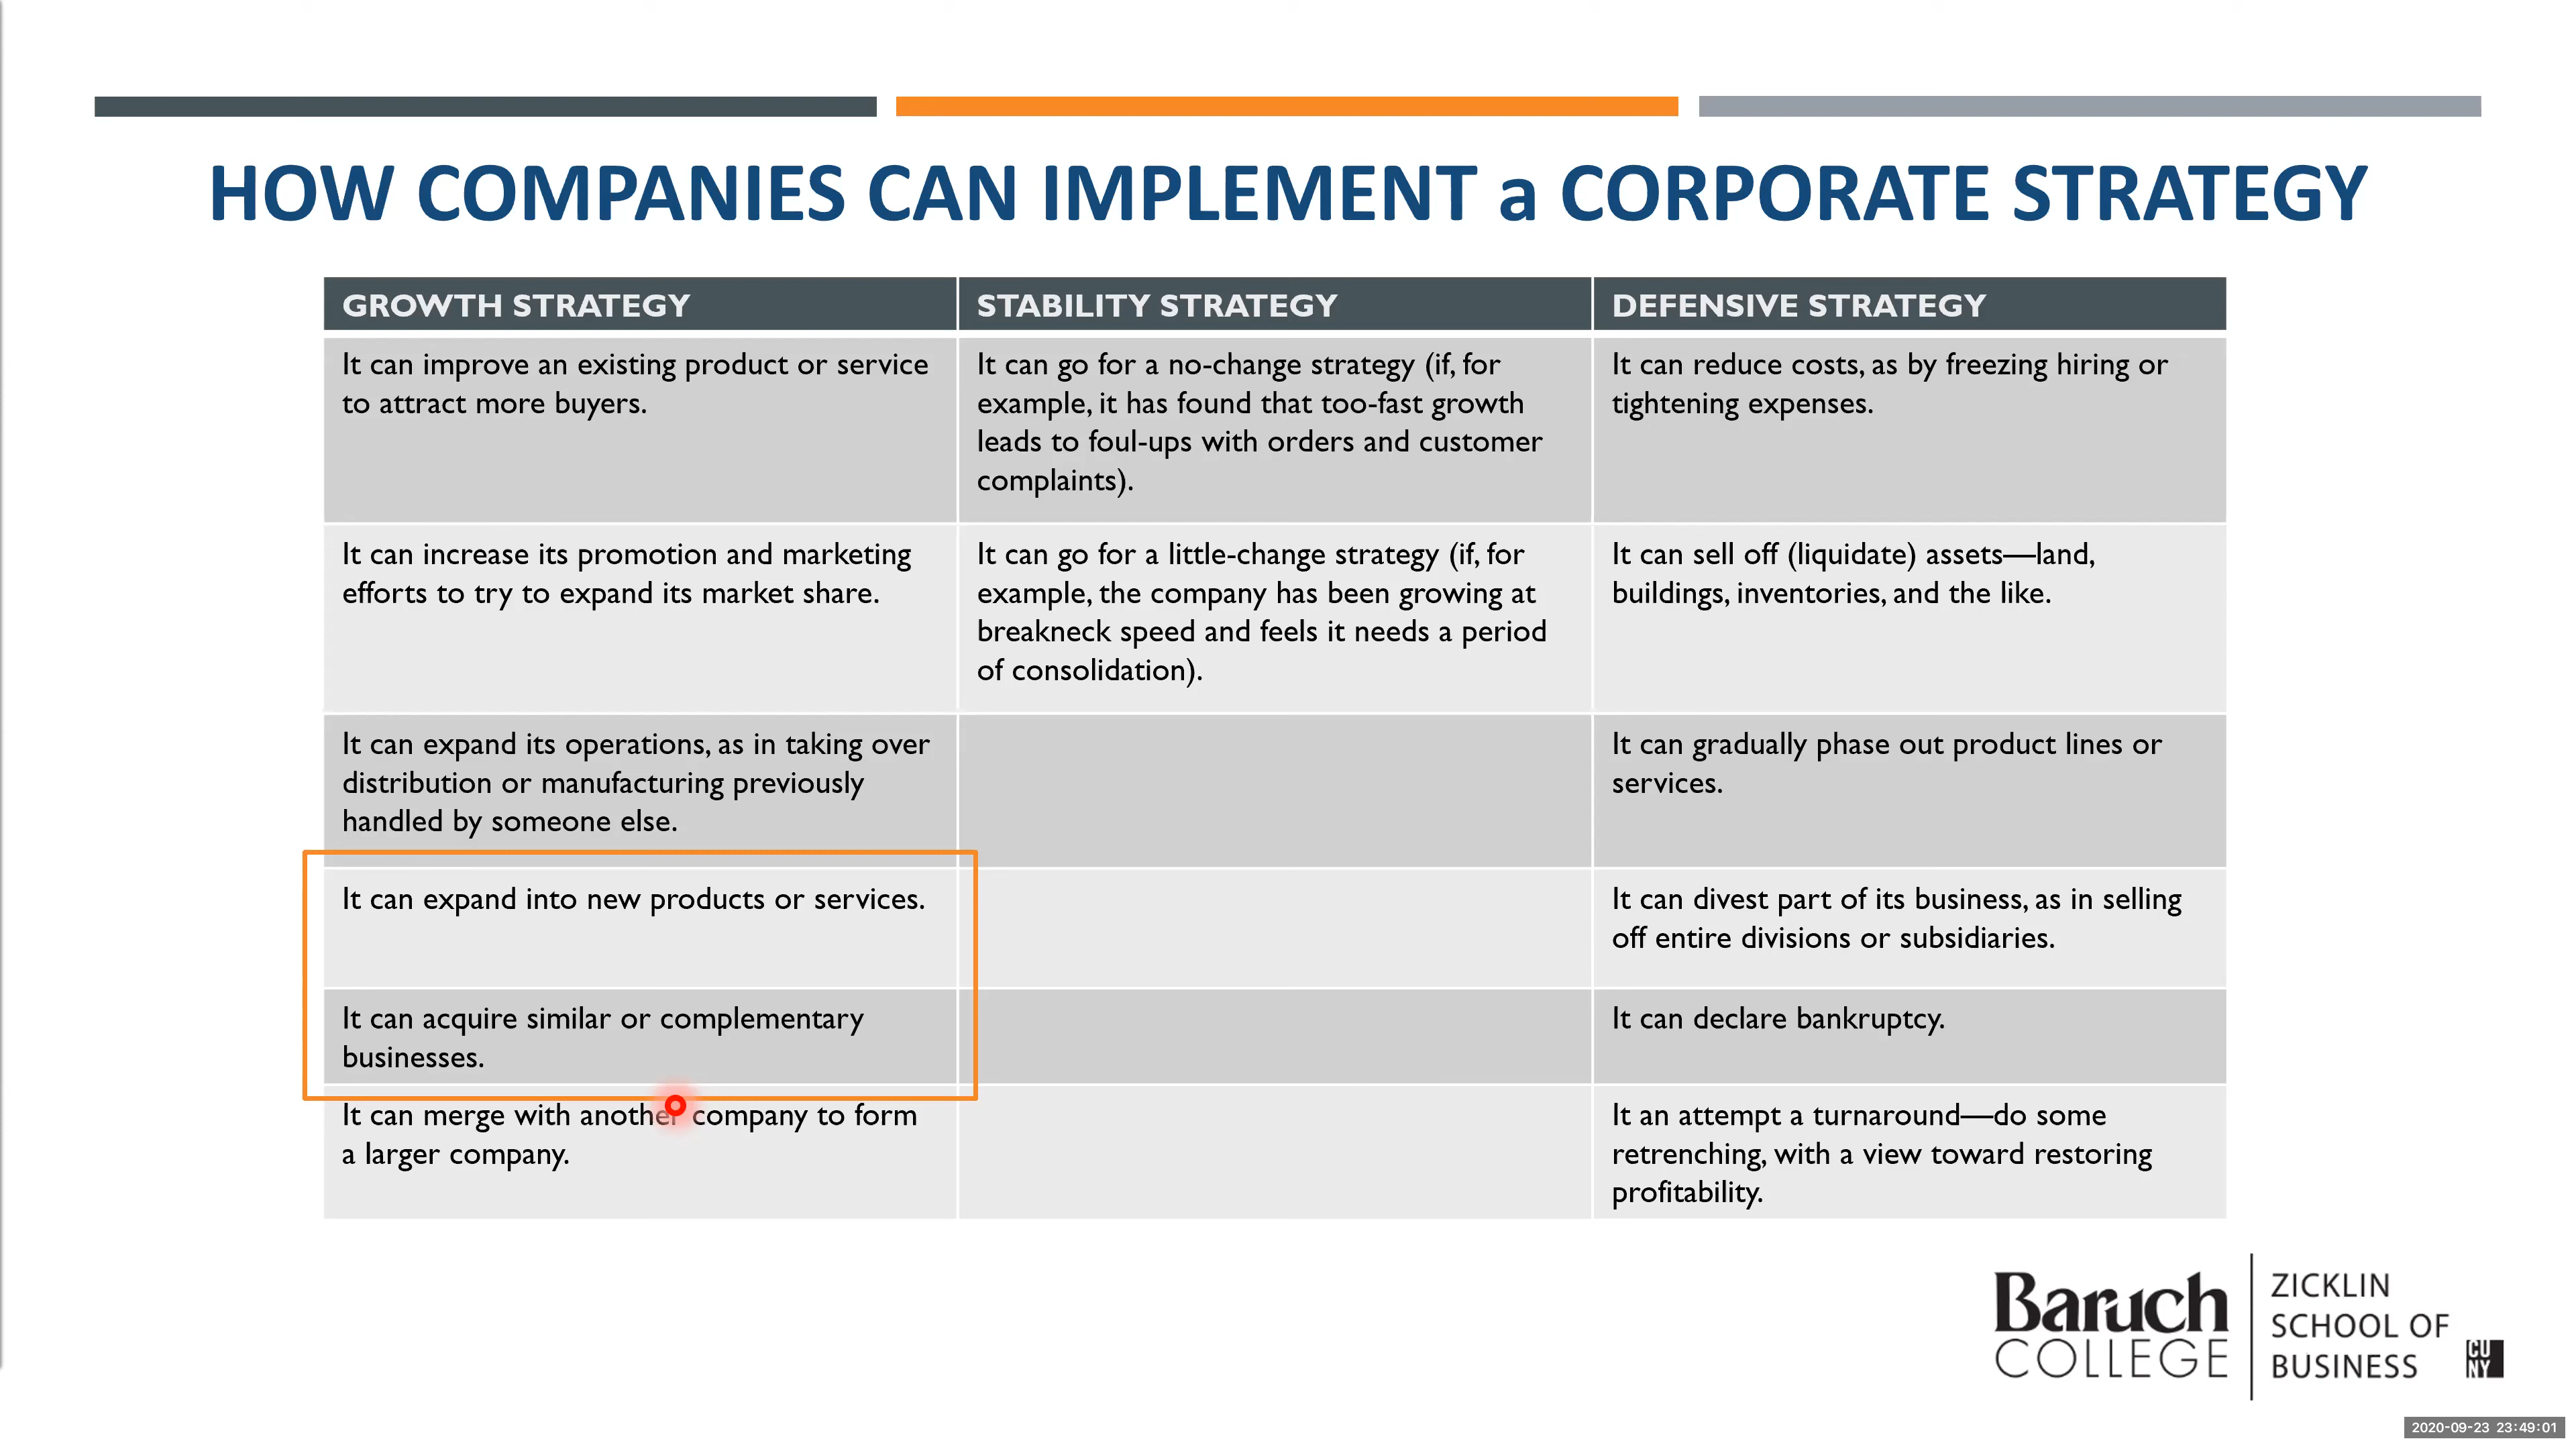 HOW COMPANIES CAN IMPLEMENT a CORPORATE STRATEGY
GROWTH STRATEGY
STABILITY STRATEGY
DEFENSIVE STRATEGY
It can improve an existing product or service
to attract more buyers.
It can go for a no-change strategy (if, for
example, it has found that too-fast growth
leads to foul-ups with orders and customer
complaints).
It can reduce costs, as by freezing hiring or
tightening expenses.
It can increase its promotion and marketing
efforts to try to expand its market share.
It can go for a little-change strategy (if, for
example, the company has been growing at
breakneck speed and feels it needs a period
of consolidation).
It can sell off (liquidate) assets—land,
buildings, inventories, and the like.
It can expand its operations, as in taking over
distribution or manufacturing previously
handled by someone else.
It can gradually phase out product lines or
services.
It can expand into new products or services.
It can divest part of its business, as in selling
off entire divisions or subsidiaries.
It can acquire similar or complementary
businesses.
It can declare bankruptcy.
It can merge with another company to form
a larger company.
It an attempt a turnaround—do some
retrenching, with a view toward restoring
profitability.
Baruch
COLLEGE
ZICKLIN
SCHOOL OF
BUSINESS
CU
NY
2020-09-23 23:49:01